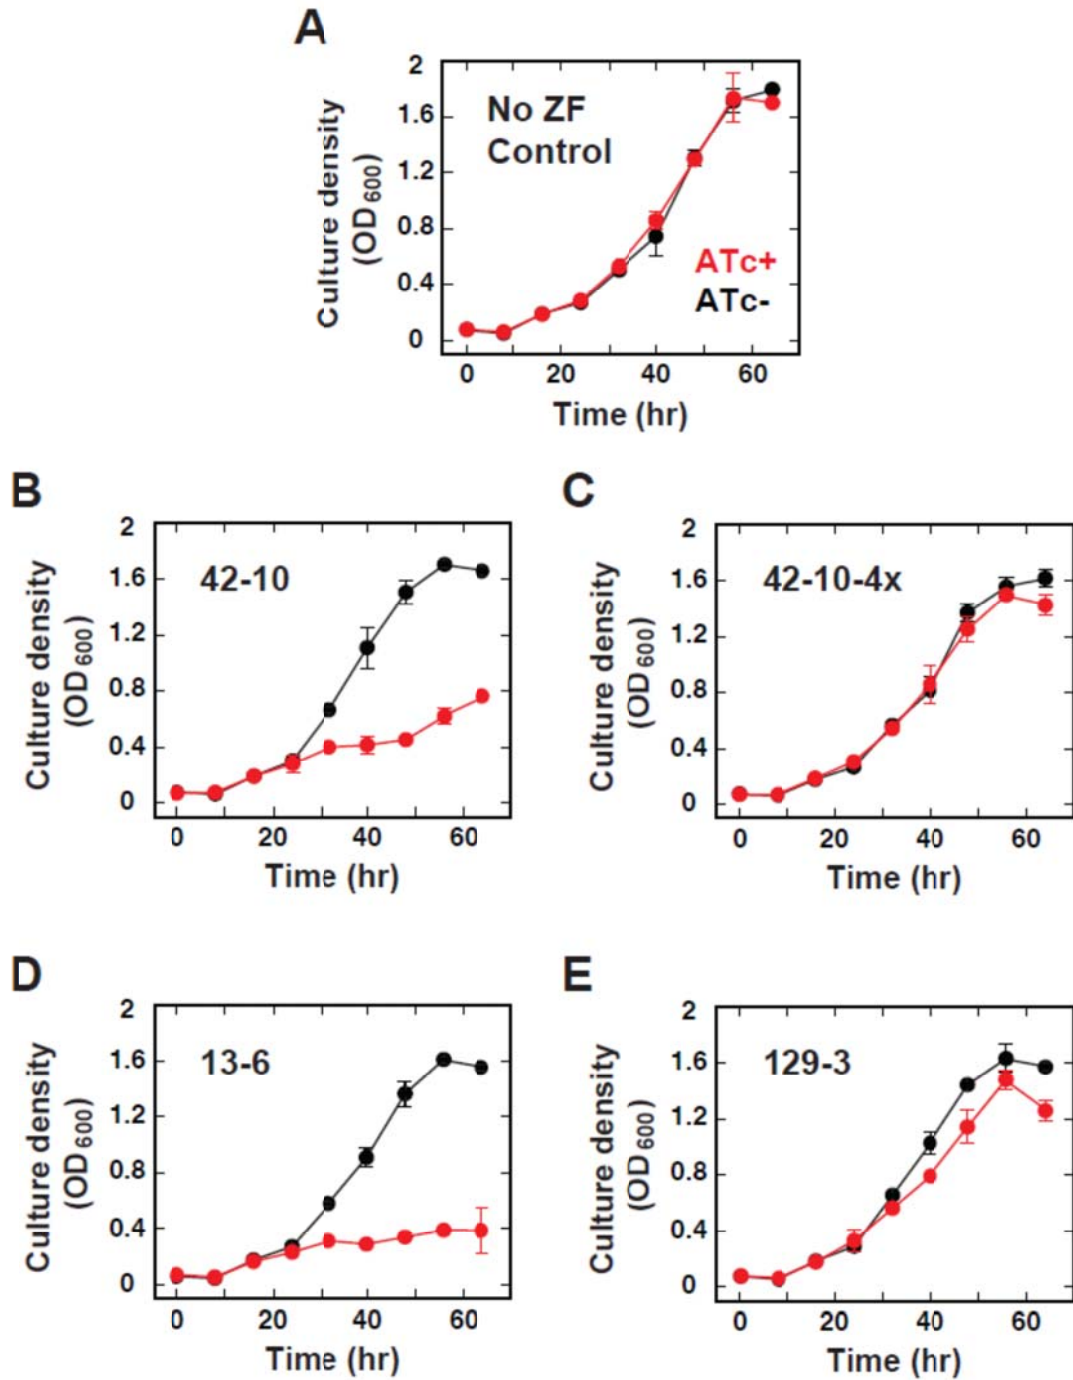 A
No ZF
Control
ATc+
ATc-
Culture density
(OD600)
2
1.6
1.2
0.8
0.4
0
0 20 40 60
Time (hr)
B
42-10
Culture density
(OD600)
2
1.6
1.2
0.8
0.4
0
0 20 40 60
Time (hr)
C
42-10-4x
Culture density
(OD600)
2
1.6
1.2
0.8
0.4
0
0 20 40 60
Time (hr)
D
13-6
Culture density
(OD600)
2
1.6
1.2
0.8
0.4
0
0 20 40 60
Time (hr)
E
129-3
Culture density
(OD600)
2
1.6
1.2
0.8
0.4
0
0 20 40 60
Time (hr)